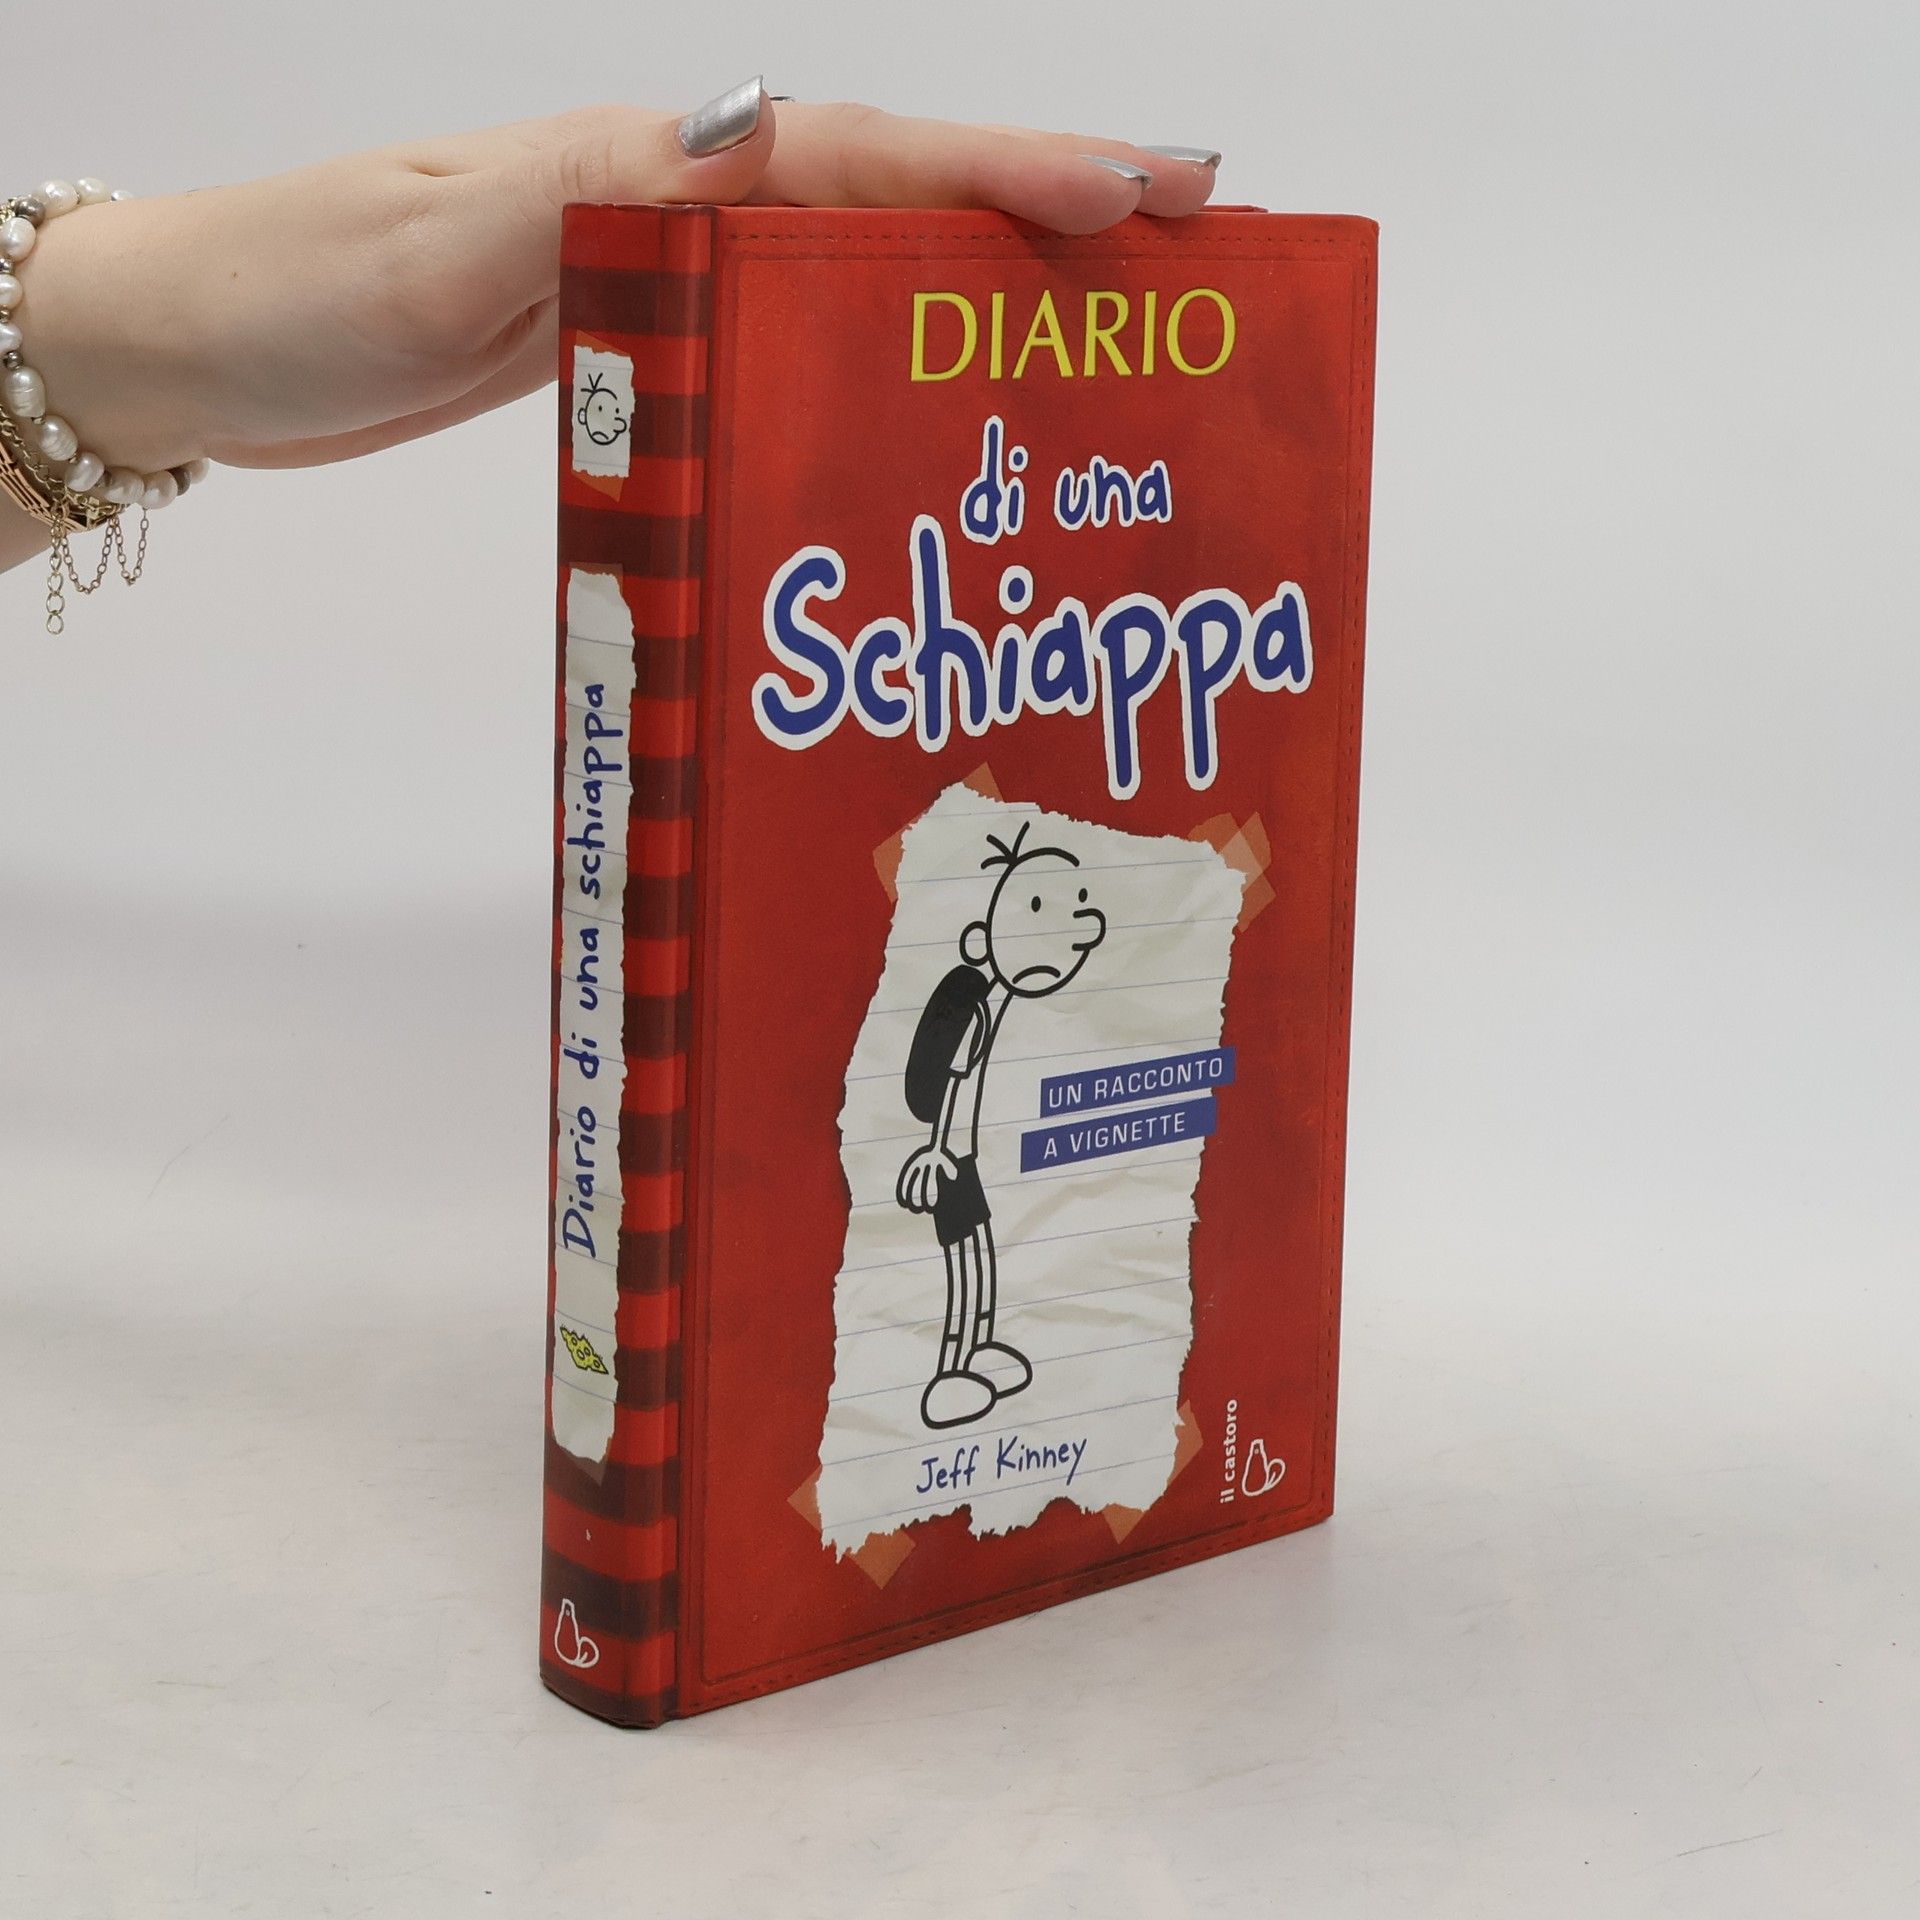 DIARIO
di una
Schiappa
UN RACCONTO
A VIGNETTE
Jeff Kinney
il castoro
Diario di una schiappa